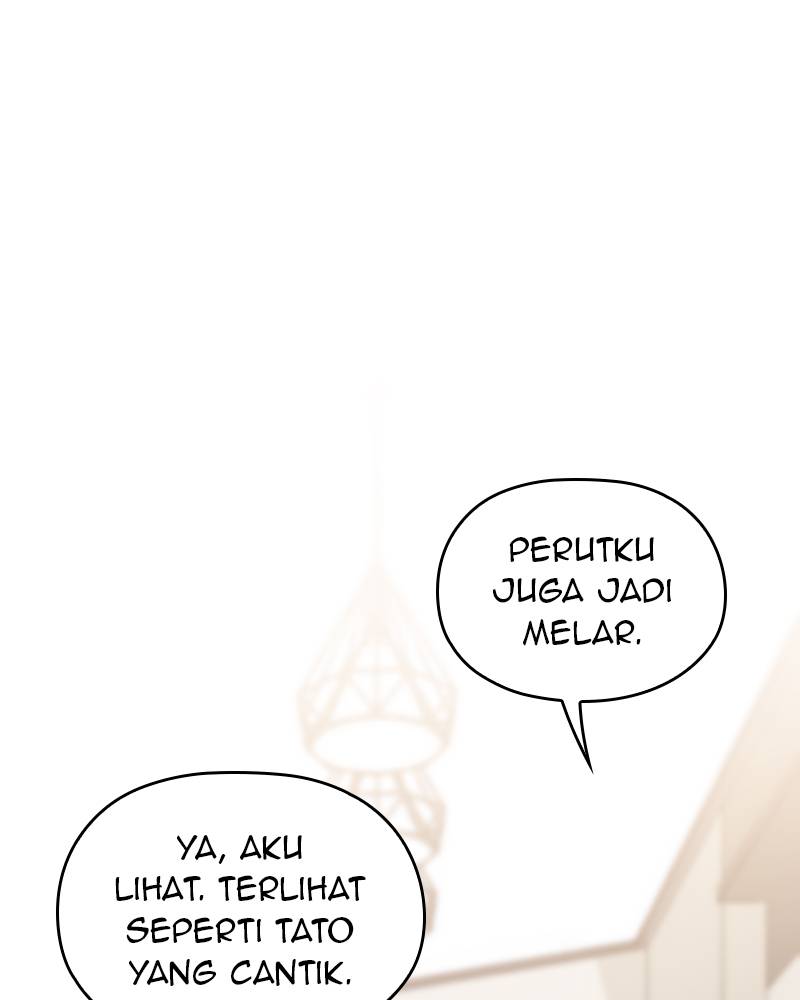 PERUTKU
JUGA JADI
MELAR.
YA, AKU
LIHAT. TERLIHAT
SEPERTI TATO
YANG CANTIK.